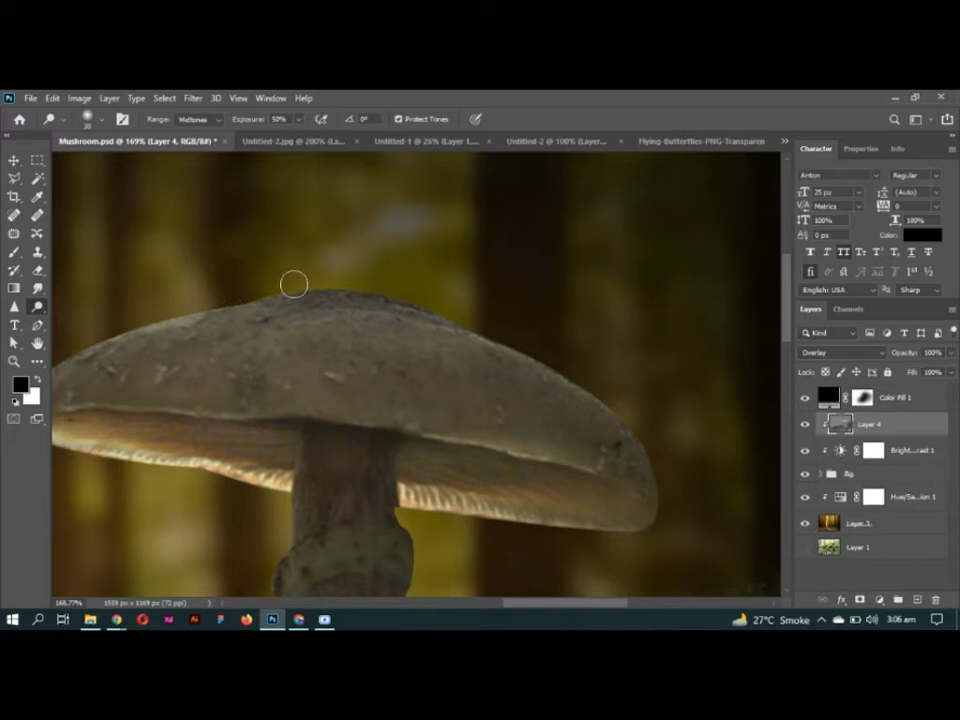 File Edit Image Layer Type Select Filter 3D View Window Help
30 Range: Midtones Exposure: 50% 0° Protect Tones
Mushroom.psd @ 169% (Layer 4, RGB/8#) * × Untitled-2.jpg @ 200% (La... × Untitled-1 @ 26% (Layer 1,... × Untitled-2 @ 100% (Layer... × Flying-Butterflies-PNG-Transparen
Character Properties Info
Anton Regular
25 px (Auto)
Metrics 0
100% 100%
0 px Color:
English: USA Sharp
Layers Channels
Kind
Overlay Opacity: 100%
Lock: Fill: 100%
Color Fill 1
Layer 4
Bright...rast 1
Hue/Sa...ion 1
Layer 1
168.77% 1559 px × 1169 px (72 ppi)
27°C Smoke 3:06 am